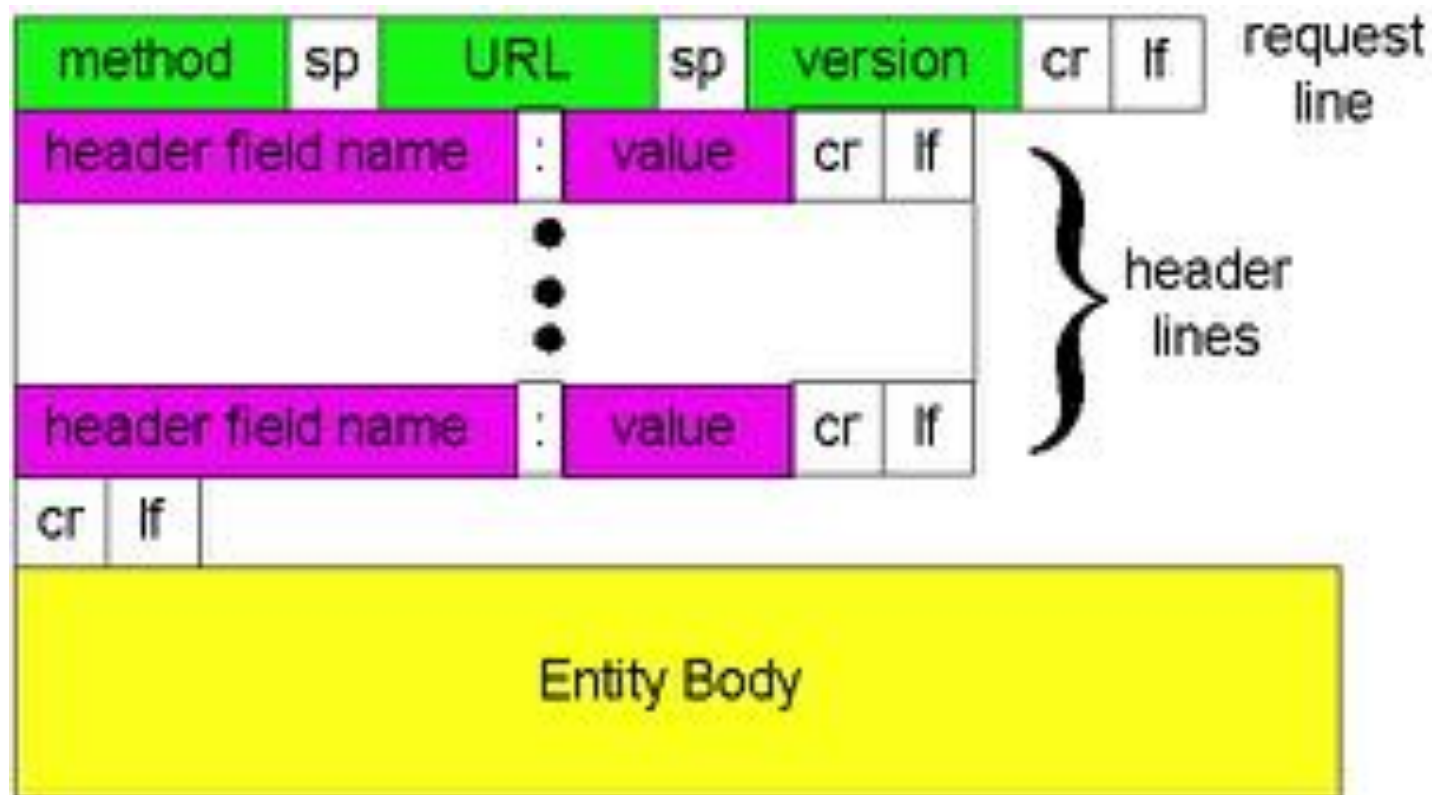 method sp URL sp version cr lf request line
header field name : value cr lf
header lines
header field name : value cr lf
cr lf
Entity Body